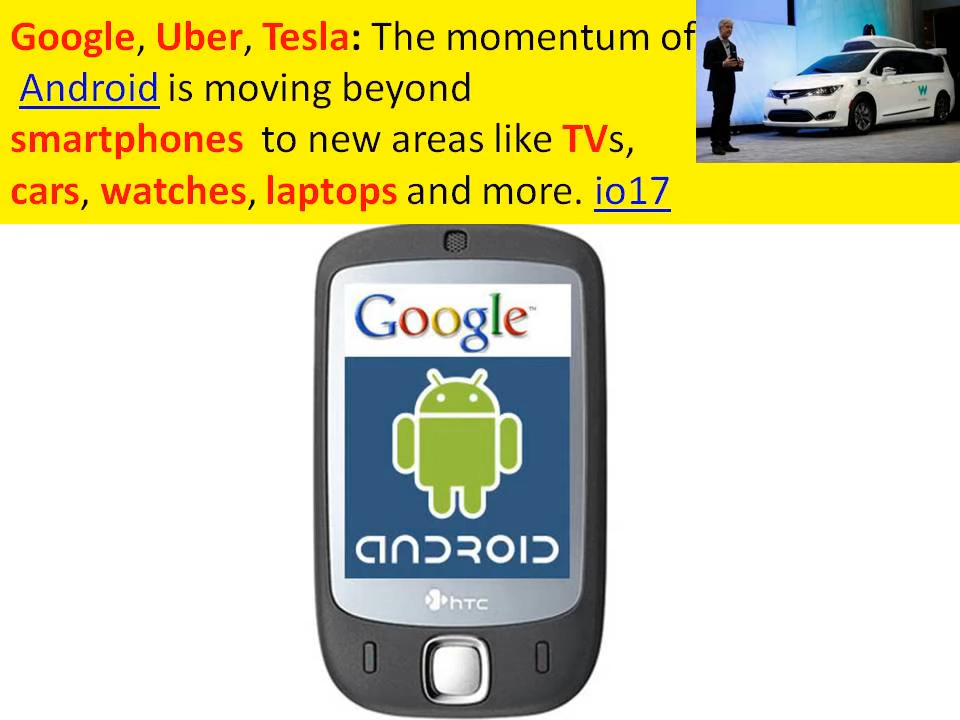 Google, Uber, Tesla: The momentum of
Android is moving beyond
smartphones to new areas like TVs,
cars, watches, laptops and more. io17
W
Google™
ANDROID
hTC